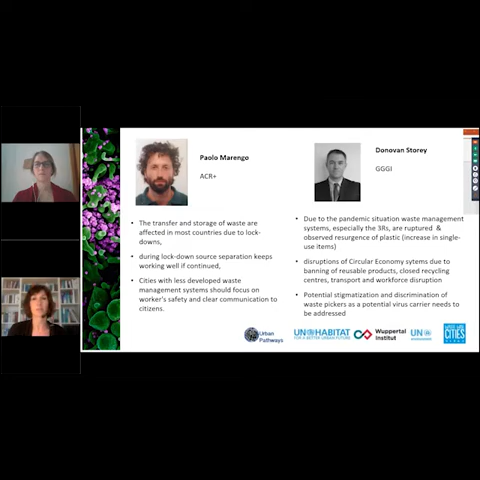 Paolo Marengo
ACR+
• The transfer and storage of waste are
affected in most countries due to lock-
downs,
• during lock-down source separation keeps
working well if continued,
• Cities with less developed waste
management systems should focus on
worker's safety and clear communication to
citizens.
Donovan Storey
GGGI
• Due to the pandemic situation waste management
systems, especially the 3Rs, are ruptured &
observed resurgence of plastic (increase in single-
use items)
• disruptions of Circular Economy sytems due to
banning of reusable products, closed recycling
centres, transport and workforce disruption
• Potential stigmatization and discrimination of
waste pickers as a potential virus carrier needs to
be addressed
Urban
Pathways
UN HABITAT
FOR A BETTER URBAN FUTURE
Wuppertal
Institut
UN
CITIES